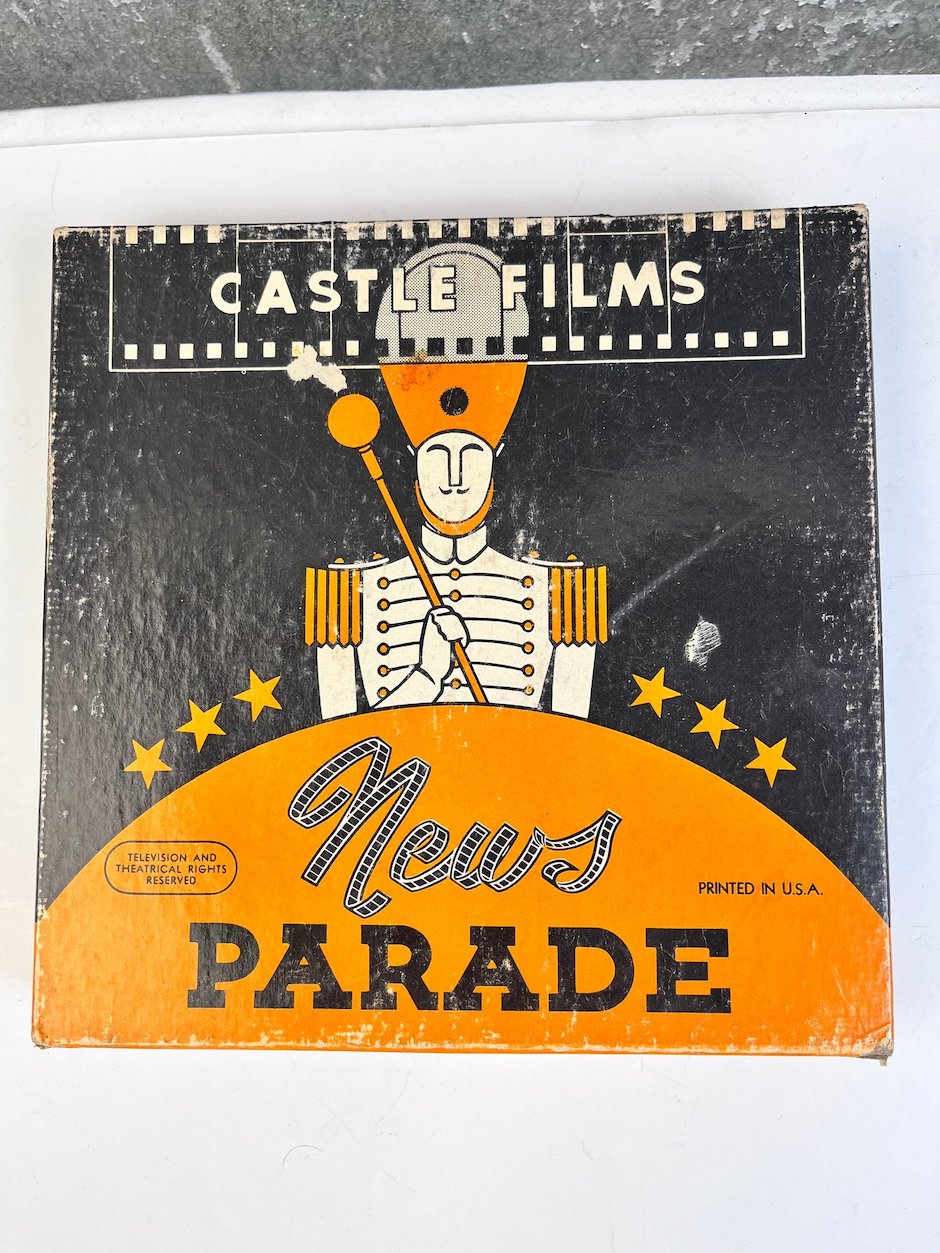 CASTLE FILMS
News
TELEVISION AND
THEATRICAL RIGHTS
RESERVED
PRINTED IN U.S.A.
PARADE